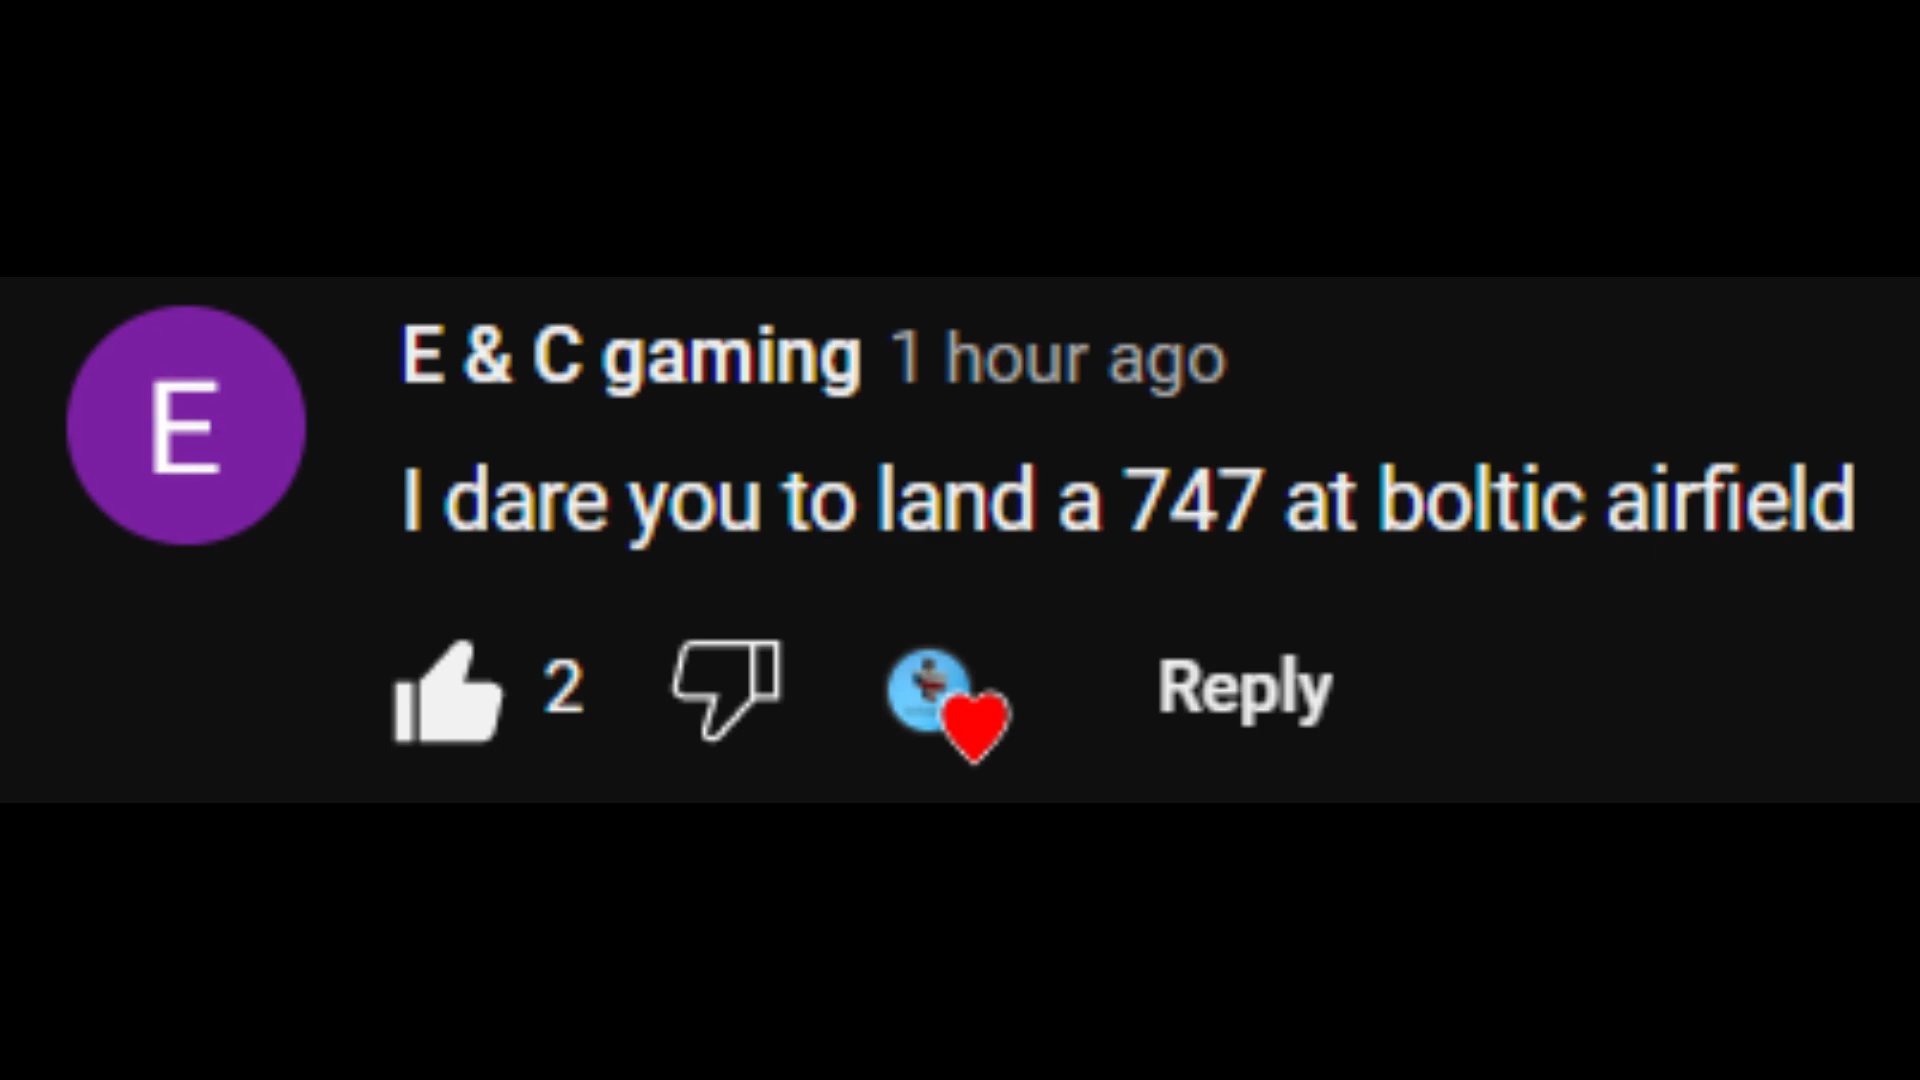 E
E & C gaming 1 hour ago
I dare you to land a 747 at boltic airfield
2 Reply